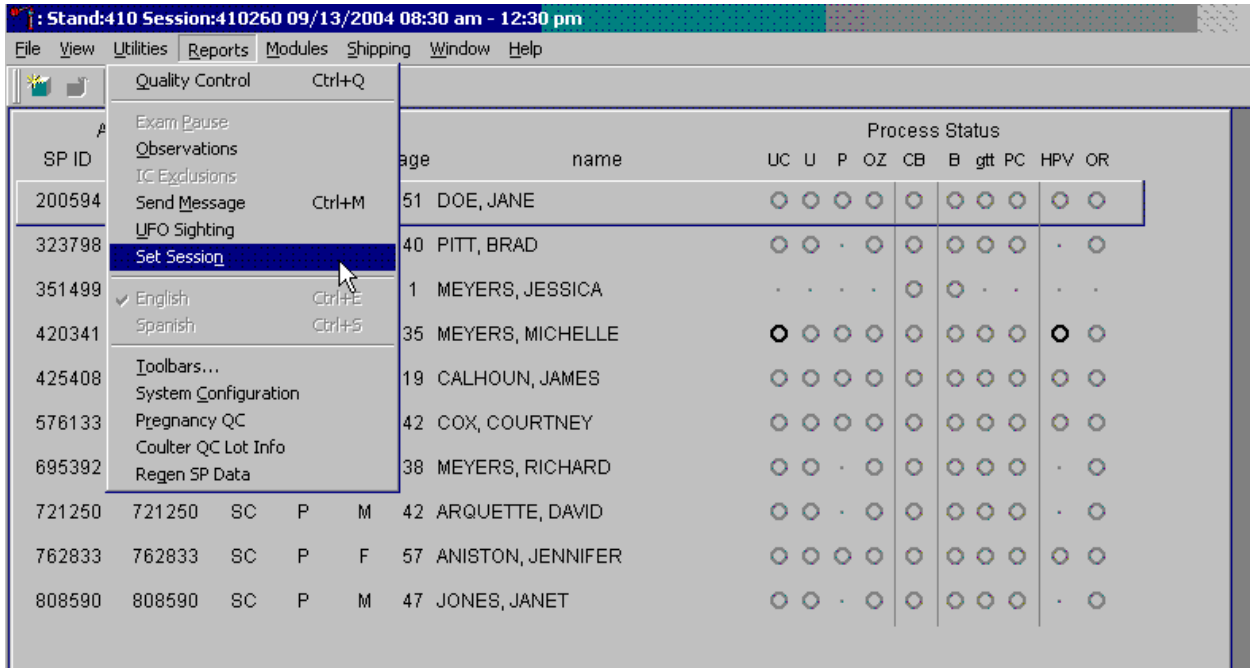 : Stand:410 Session:410260 09/13/2004 08:30 am - 12:30 pm
File View Utilities Reports Modules Shipping Window Help
Quality Control Ctrl+Q
Exam Pause
Observations
IC Exclusions
Send Message Ctrl+M
UFO Sighting
Set Session
English Ctrl+E
Spanish Ctrl+S
Toolbars...
System Configuration
Pregnancy QC
Coulter QC Lot Info
Regen SP Data
A Process Status
SP ID age name UC U P OZ CB B gtt PC HPV OR
200594 51 DOE, JANE
323798 40 PITT, BRAD
351499 1 MEYERS, JESSICA
420341 35 MEYERS, MICHELLE
425408 19 CALHOUN, JAMES
576133 42 COX, COURTNEY
695392 38 MEYERS, RICHARD
721250 721250 SC P M 42 ARQUETTE, DAVID
762833 762833 SC P F 57 ANISTON, JENNIFER
808590 808590 SC P M 47 JONES, JANET